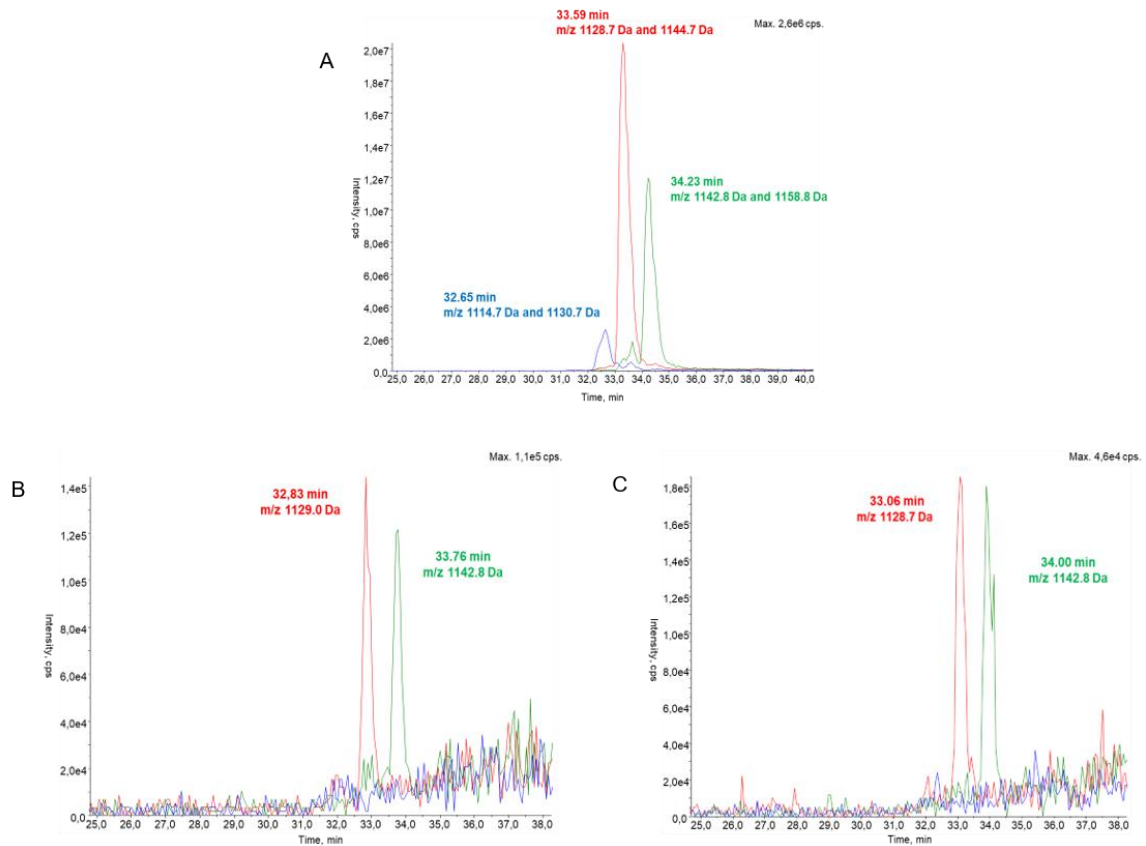 33.59 min
m/z 1128.7 Da and 1144.7 Da
Max. 2,6e6 cps.
A
2,0e7
1,8e7
1,6e7
1,4e7
1,2e7
1,0e7
8,0e6
6,0e6
4,0e6
2,0e6
0,0
Intensity, cps
34.23 min
m/z 1142.8 Da and 1158.8 Da
32.65 min
m/z 1114.7 Da and 1130.7 Da
25,0 26,0 27,0 28,0 29,0 30,0 31,0 32,0 33,0 34,0 35,0 36,0 37,0 38,0 39,0 40,0
Time, min
Max. 1,1e5 cps.
B
1,4e5
1,2e5
1,0e5
8,0e4
6,0e4
4,0e4
2,0e4
0,0
Intensity, cps
32,83 min
m/z 1129.0 Da
33.76 min
m/z 1142.8 Da
25,0 26,0 27,0 28,0 29,0 30,0 31,0 32,0 33,0 34,0 35,0 36,0 37,0 38,0
Time, min
Max. 4,6e4 cps.
C
1,8e5
1,6e5
1,4e5
1,2e5
1,0e5
8,0e4
6,0e4
4,0e4
2,0e4
0,0
Intensity, cps
33.06 min
m/z 1128.7 Da
34.00 min
m/z 1142.8 Da
25,0 26,0 27,0 28,0 29,0 30,0 31,0 32,0 33,0 34,0 35,0 36,0 37,0 38,0
Time, min